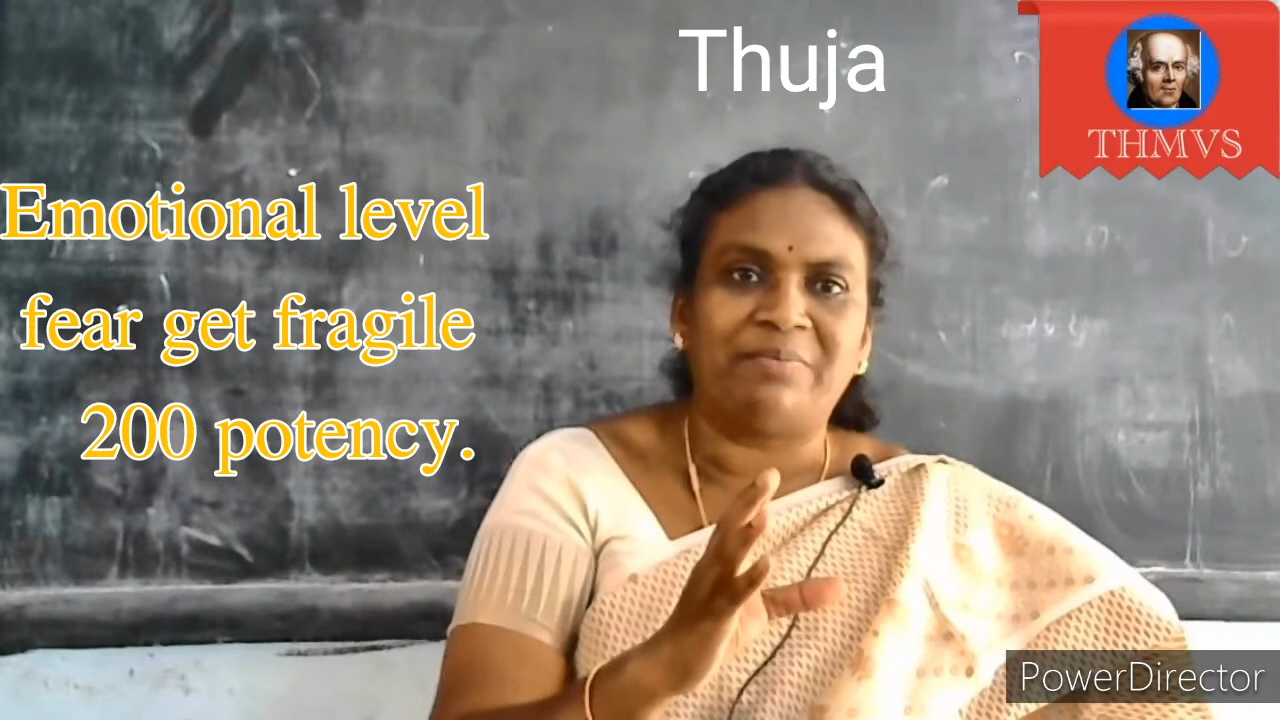 Thuja
THMVS
Emotional level
fear get fragile
200 potency.
PowerDirector